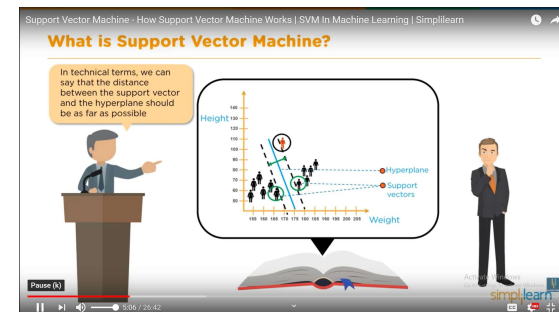 Support Vector Machine - How Support Vector Machine Works | SVM In Machine Learning | Simplilearn
What is Support Vector Machine?
In technical terms, we can
say that the distance
between the support vector
and the hyperplane should
be as far as possible
Height
Hyperplane
Support
vectors
Weight
Pause (k)
5:06 / 26:42
simplilearn